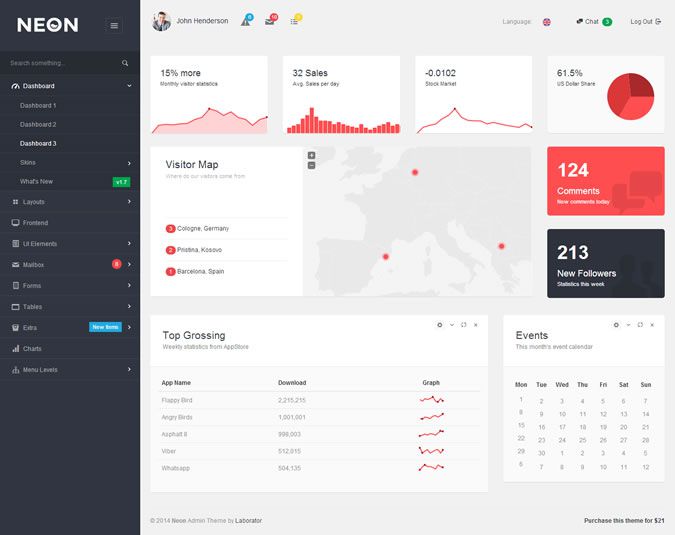 NEON
Search something...
Dashboard
Dashboard 1
Dashboard 2
Dashboard 3
Skins
What's New v1.7
Layouts
Frontend
UI Elements
Mailbox 8
Forms
Tables
Extra New Items
Charts
Menu Levels
John Henderson
Language:
Chat 3
Log Out
15% more
Monthly visitor statistics
32 Sales
Avg. Sales per day
-0.0102
Stock Market
61.5%
US Dollar Share
Visitor Map
Where do our visitors come from
3 Cologne, Germany
2 Pristina, Kosovo
1 Barcelona, Spain
+
−
124
Comments
New comments today
213
New Followers
Statistics this week
Top Grossing
Weekly statistics from AppStore
App Name Download Graph
Flappy Bird 2,215,215
Angry Birds 1,001,001
Asphalt 8 998,003
Viber 512,015
Whatsapp 504,135
Events
This month's event calendar
Mon Tue Wed Thu Fri Sat Sun
1 2 3 4 5 6 7
8 9 10 11 12 13 14
15 16 17 18 19 20 21
22 23 24 25 26 27 28
29 30 1 2 3 4 5
6 7 8 9 10 11 12
© 2014 Neon Admin Theme by Laborator
Purchase this theme for $21